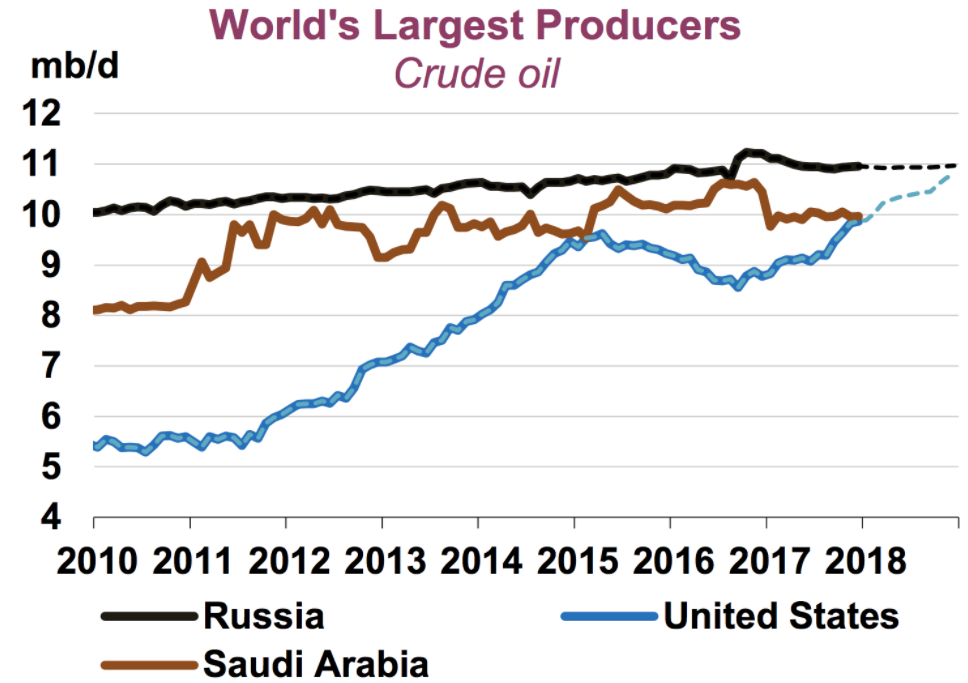 World's Largest Producers
mb/d
Crude oil
12
11
10
9
8
7
6
5
4
2010 2011 2012 2013 2014 2015 2016 2017 2018
Russia United States
Saudi Arabia